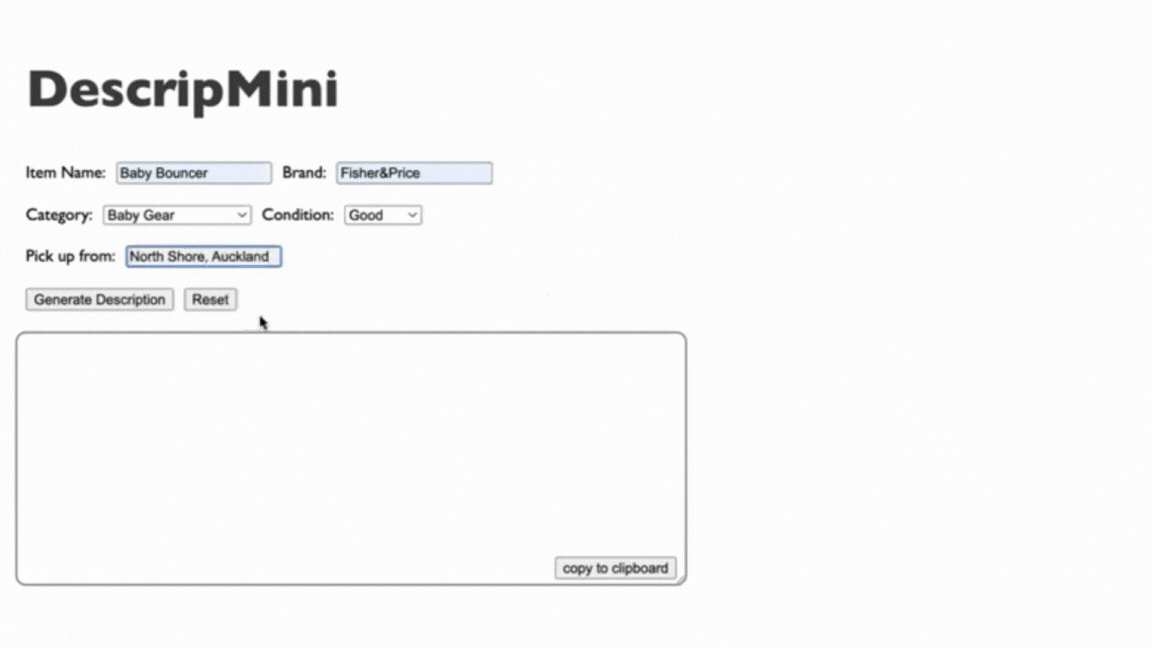 DescripMini
Item Name: Baby Bouncer Brand: Fisher&Price
Category: Baby Gear Condition: Good
Pick up from: North Shore, Auckland
Generate Description Reset
copy to clipboard